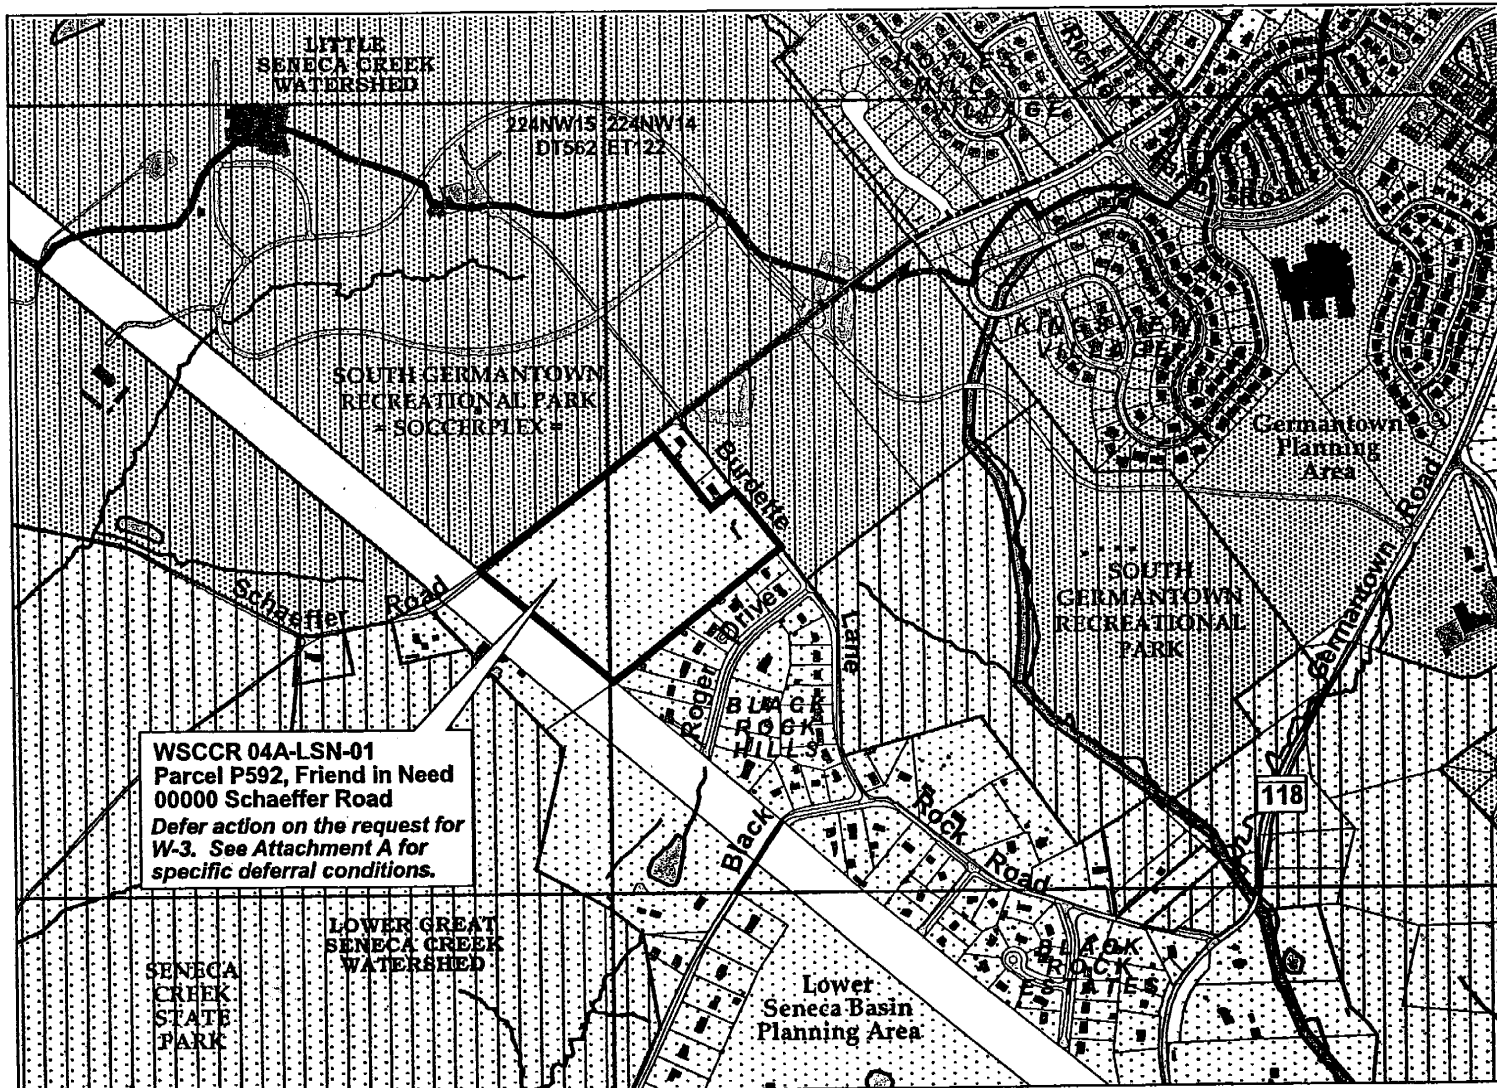 LITTLE
SENECA CREEK
WATERSHED
224NW15 224NW14
DT562 ET122
KINGSVIEW
VILLAGE
SOUTH GERMANTOWN
RECREATIONAL PARK
= SOCCERPLEX =
Germantown
Planning
Area
Burdette
Lane
Germantown Road
Schaeffer Road
SOUTH
GERMANTOWN
RECREATIONAL
PARK
Roger Drive
BLACK
ROCK
HILLS
WSCCR 04A-LSN-01
Parcel P592, Friend in Need
00000 Schaeffer Road
Defer action on the request for
W-3. See Attachment A for
specific deferral conditions.
118
Black Rock Road
LOWER GREAT
SENECA CREEK
WATERSHED
SENECA
CREEK
STATE
PARK
BLACK
ROCK
ESTATES
Lower
Seneca Basin
Planning Area